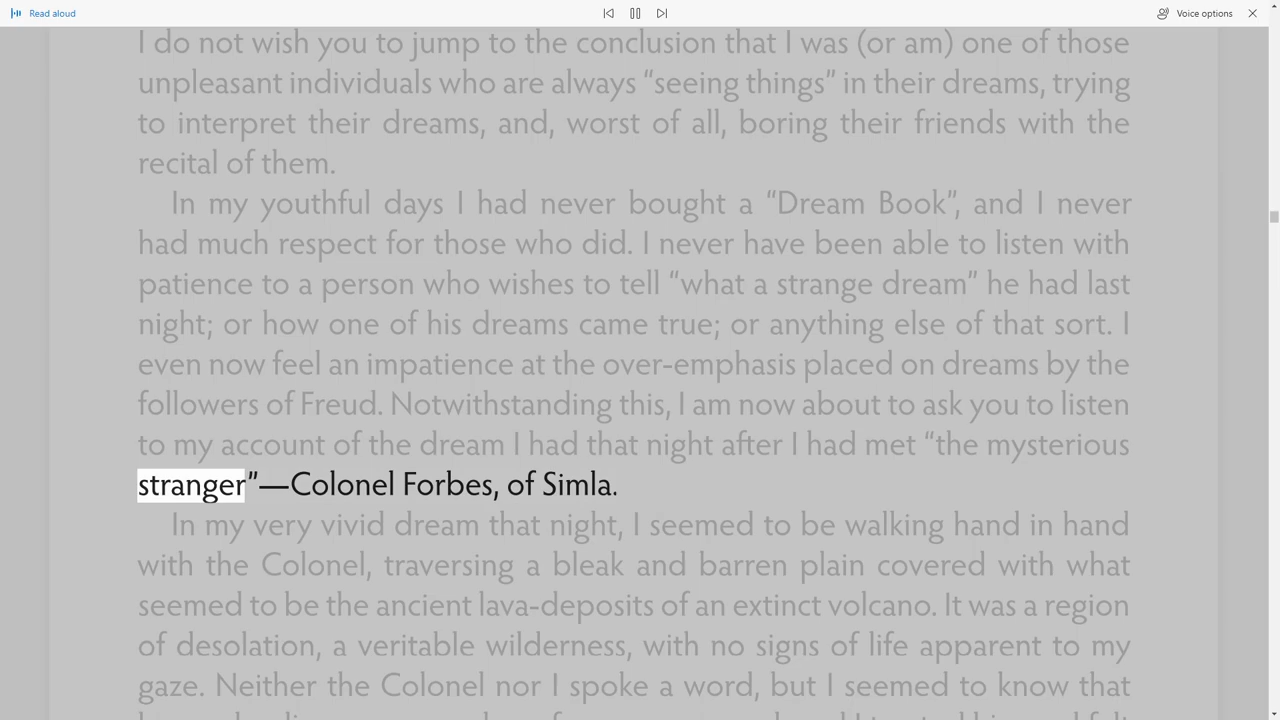 Read aloud
Voice options
I do not wish you to jump to the conclusion that I was (or am) one of those
unpleasant individuals who are always “seeing things” in their dreams, trying
to interpret their dreams, and, worst of all, boring their friends with the
recital of them.
In my youthful days I had never bought a “Dream Book”, and I never
had much respect for those who did. I never have been able to listen with
patience to a person who wishes to tell “what a strange dream” he had last
night; or how one of his dreams came true; or anything else of that sort. I
even now feel an impatience at the over-emphasis placed on dreams by the
followers of Freud. Notwithstanding this, I am now about to ask you to listen
to my account of the dream I had that night after I had met “the mysterious
stranger”—Colonel Forbes, of Simla.
In my very vivid dream that night, I seemed to be walking hand in hand
with the Colonel, traversing a bleak and barren plain covered with what
seemed to be the ancient lava-deposits of an extinct volcano. It was a region
of desolation, a veritable wilderness, with no signs of life apparent to my
gaze. Neither the Colonel nor I spoke a word, but I seemed to know that